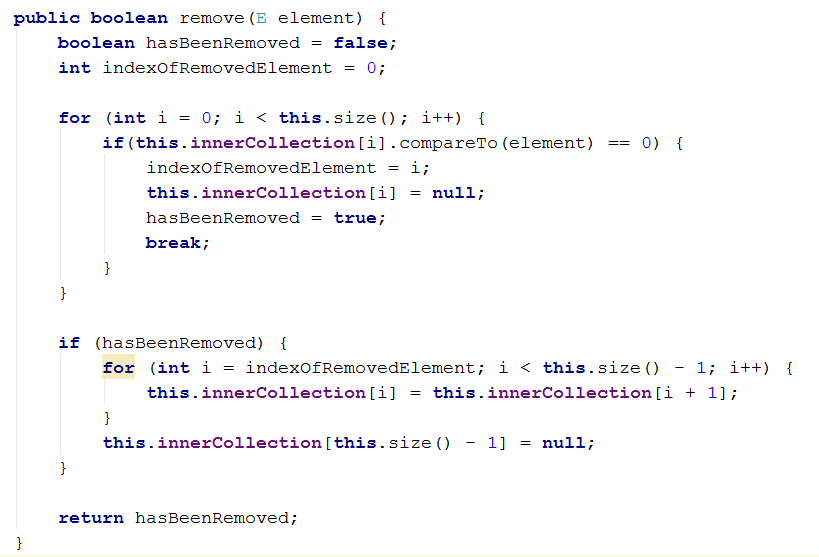 public boolean remove(E element) {
    boolean hasBeenRemoved = false;
    int indexOfRemovedElement = 0;

    for (int i = 0; i < this.size(); i++) {
        if(this.innerCollection[i].compareTo(element) == 0) {
            indexOfRemovedElement = i;
            this.innerCollection[i] = null;
            hasBeenRemoved = true;
            break;
        }
    }

    if (hasBeenRemoved) {
        for (int i = indexOfRemovedElement; i < this.size() - 1; i++) {
            this.innerCollection[i] = this.innerCollection[i + 1];
        }
        this.innerCollection[this.size() - 1] = null;
    }

    return hasBeenRemoved;
}